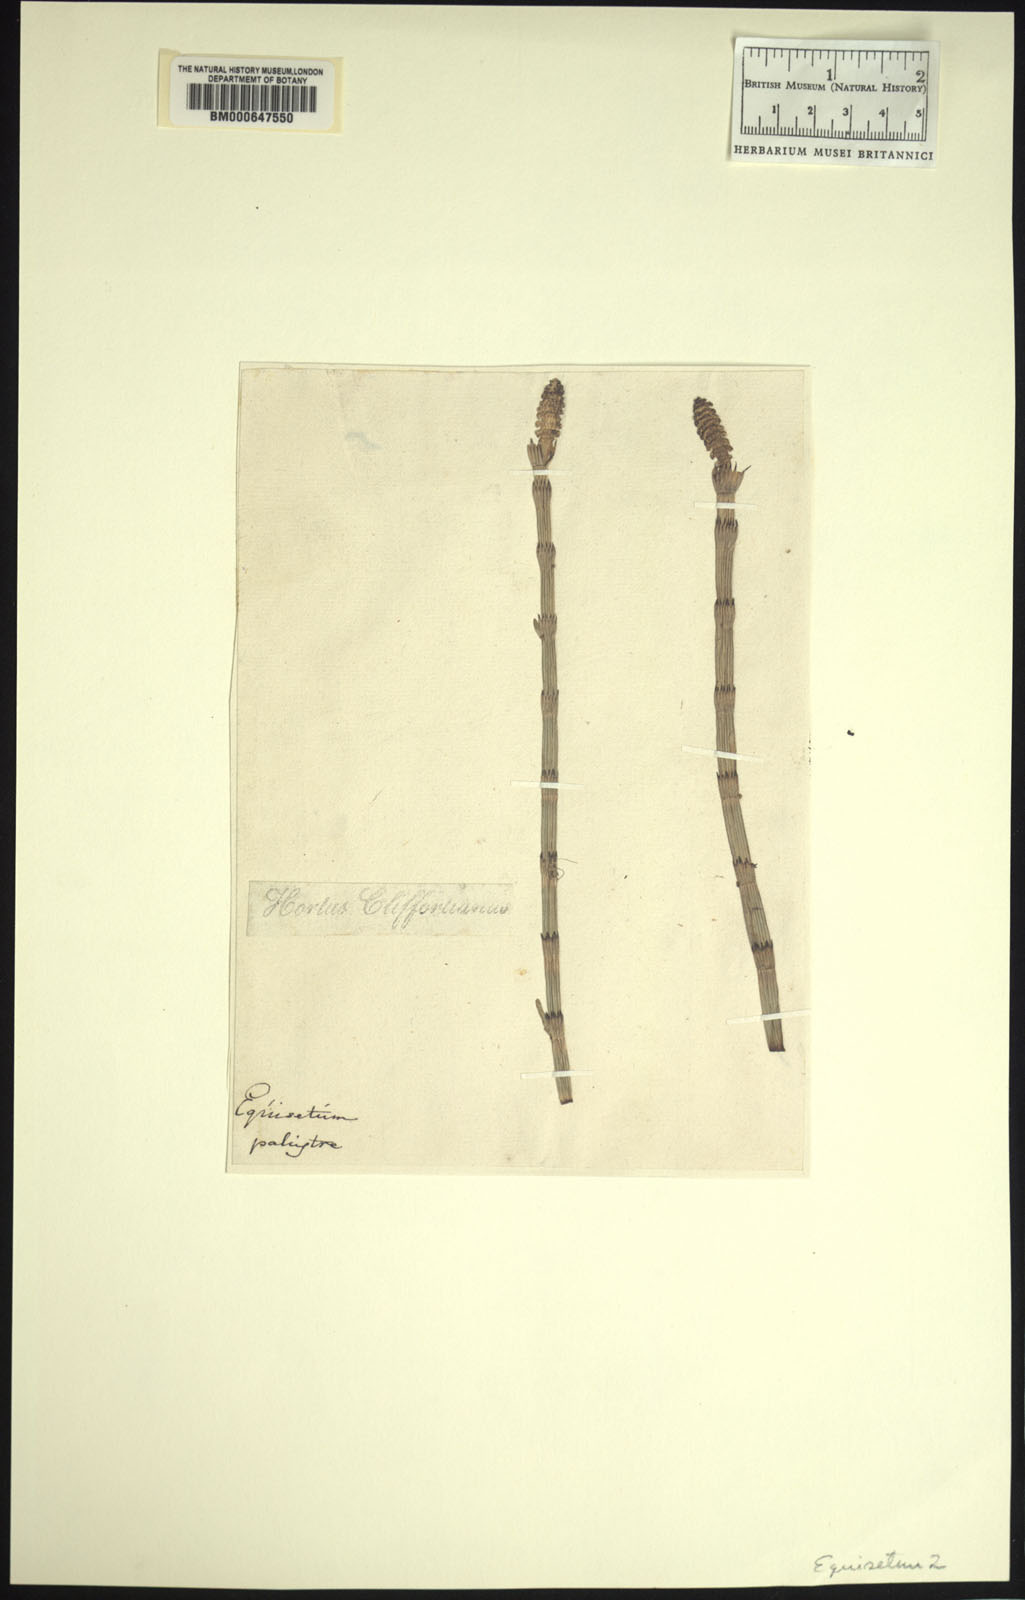 THE NATURAL HISTORY MUSEUM, LONDON
DEPARTMEMT OF BOTANY
BM000647550
1 2
BRITISH MUSEUM (NATURAL HISTORY)
1 2 3 4 5
HERBARIUM MUSEI BRITANNICI
Hortus Cliffortianus
Equisetum
palustre
Equisetum 2